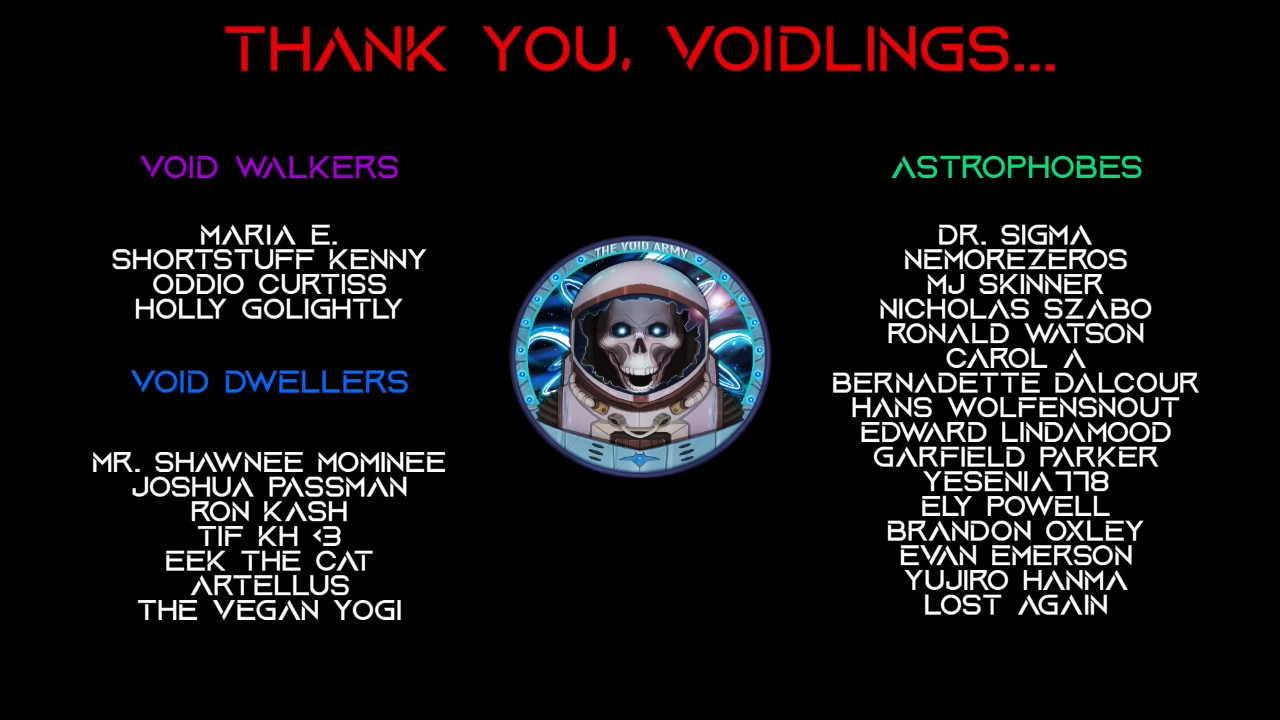 THANK YOU, VOIDLINGS...
VOID WALKERS
MARIA E.
SHORTSTUFF KENNY
ODDIO CURTISS
HOLLY GOLIGHTLY
VOID DWELLERS
MR. SHAWNEE MOMINEE
JOSHUA PASSMAN
RON KASH
TIF KH <3
EEK THE CAT
ARTELLUS
THE VEGAN YOGI
THE VOID ARMY
ASTROPHOBES
DR. SIGMA
NEMOREZEROS
MJ SKINNER
NICHOLAS SZABO
RONALD WATSON
CAROL A
BERNADETTE DALCOUR
HANS WOLFENSNOUT
EDWARD LINDAMOOD
GARFIELD PARKER
YESENIA778
ELY POWELL
BRANDON OXLEY
EVAN EMERSON
YUJIRO HANMA
LOST AGAIN